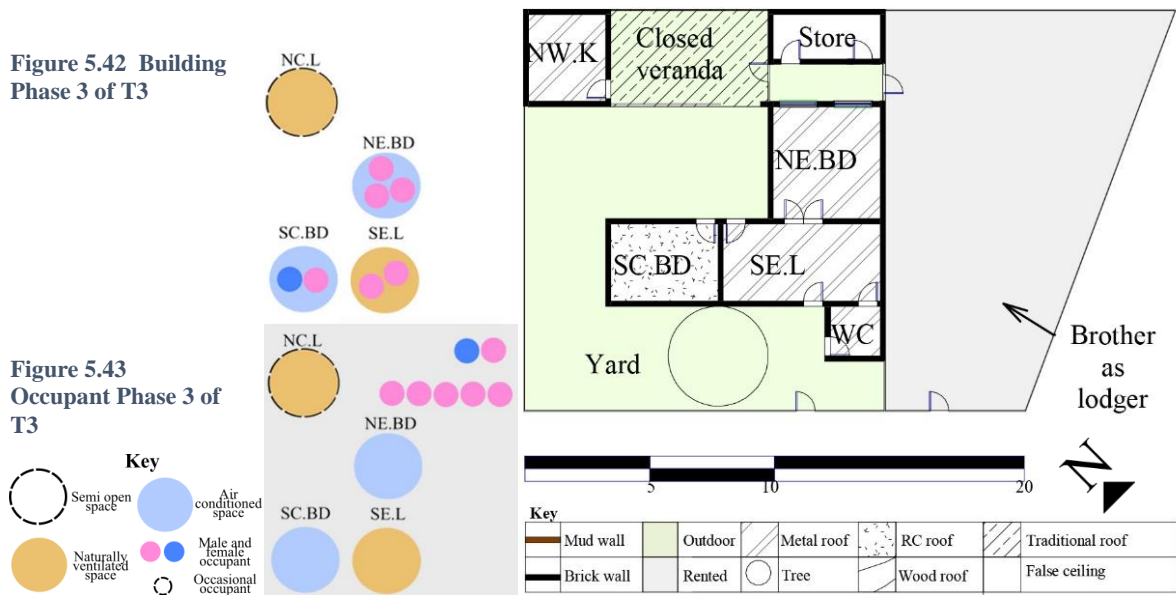 Figure 5.42 Building
Phase 3 of T3
NC.L
NE.BD
SC.BD
SE.L
Figure 5.43
Occupant Phase 3 of
T3
NC.L
NE.BD
SC.BD
SE.L
Key
Semi open
space
Air
conditioned
space
Naturally
ventilated
space
Male and
female
occupant
Occasional
occupant
NW.K
Closed
veranda
Store
NE.BD
SC.BD
SE.L
WC
Yard
Brother
as
lodger
N
5
10
20
Key
Mud wall
Outdoor
Metal roof
RC roof
Traditional roof
Brick wall
Rented
Tree
Wood roof
False ceiling